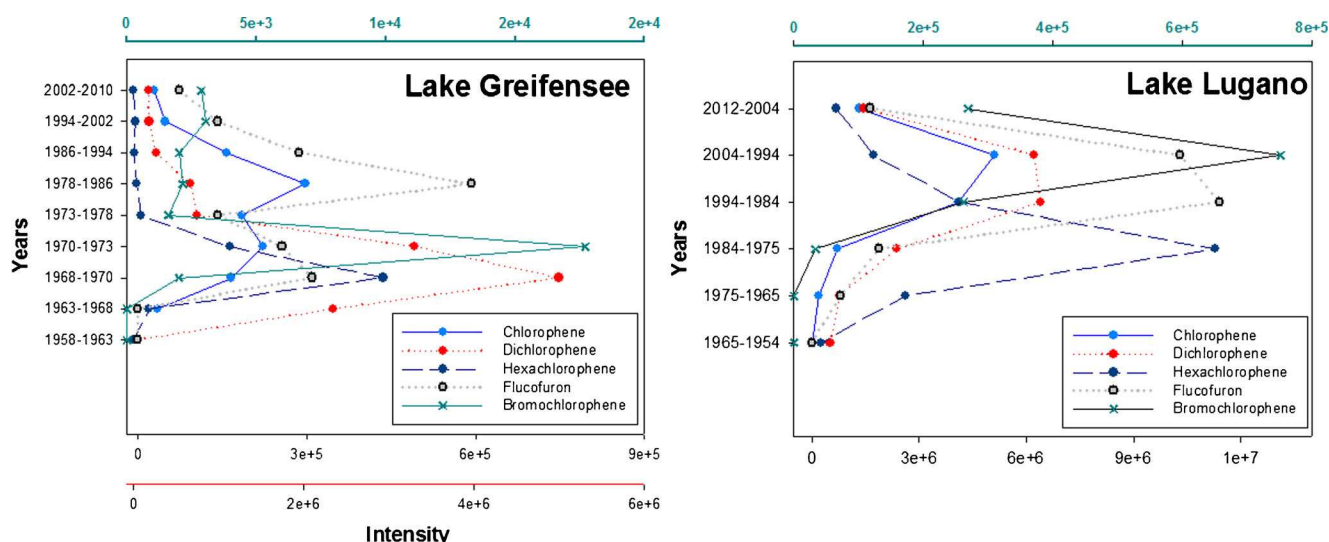 0 5e+3 1e+4 2e+4 2e+4
Lake Greifensee
Years
2002-2010
1994-2002
1986-1994
1978-1986
1973-1978
1970-1973
1968-1970
1963-1968
1958-1963
Chlorophene
Dichlorophene
Hexachlorophene
Flucofuron
Bromochlorophene
0 3e+5 6e+5 9e+5
0 2e+6 4e+6 6e+6
Intensity
0 2e+5 4e+5 6e+5 8e+5
Lake Lugano
Years
2012-2004
2004-1994
1994-1984
1984-1975
1975-1965
1965-1954
Chlorophene
Dichlorophene
Hexachlorophene
Flucofuron
Bromochlorophene
0 3e+6 6e+6 9e+6 1e+7